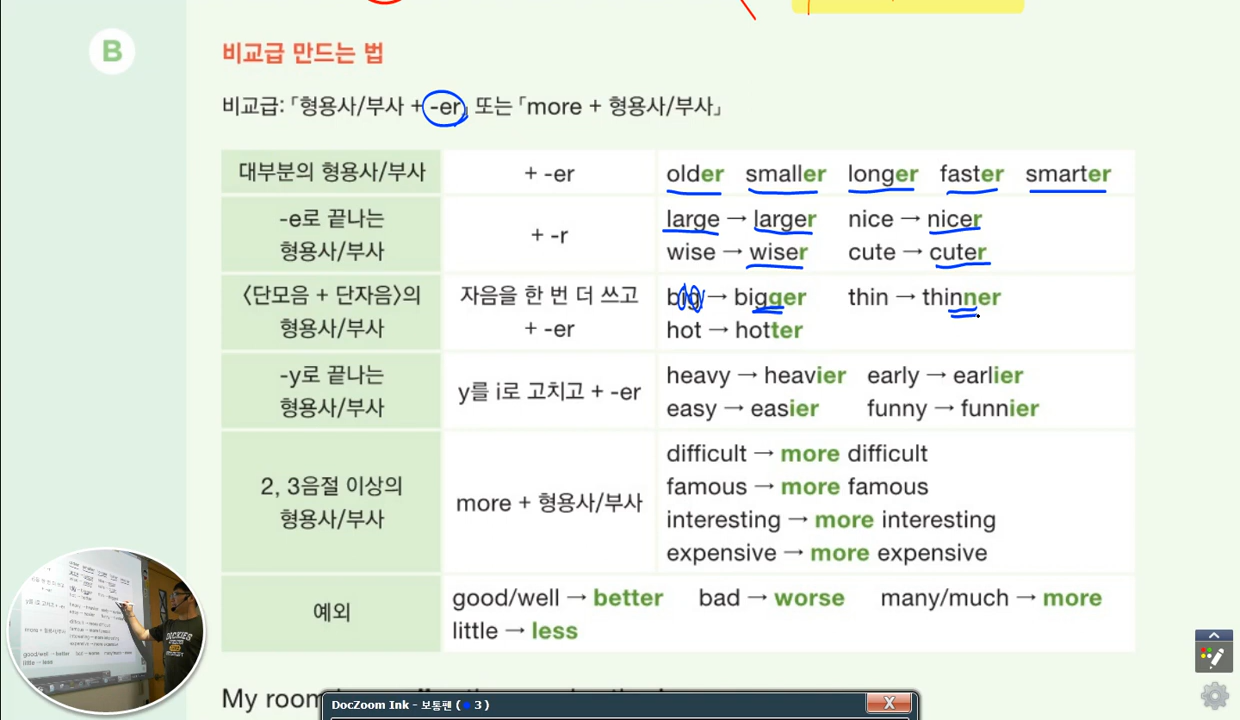 B
비교급 만드는 법
비교급: 「형용사/부사 + -er」 또는 「more + 형용사/부사」
대부분의 형용사/부사
+ -er
older smaller longer faster smarter
-e로 끝나는
형용사/부사
+ -r
large → larger nice → nicer
wise → wiser cute → cuter
〈단모음 + 단자음〉의
형용사/부사
자음을 한 번 더 쓰고
+ -er
big → bigger thin → thinner
hot → hotter
-y로 끝나는
형용사/부사
y를 i로 고치고 + -er
heavy → heavier early → earlier
easy → easier funny → funnier
2, 3음절 이상의
형용사/부사
more + 형용사/부사
difficult → more difficult
famous → more famous
interesting → more interesting
expensive → more expensive
예외
good/well → better bad → worse many/much → more
little → less
My room
DocZoom Ink - 보통펜 ( 3 )
X
DICKIES